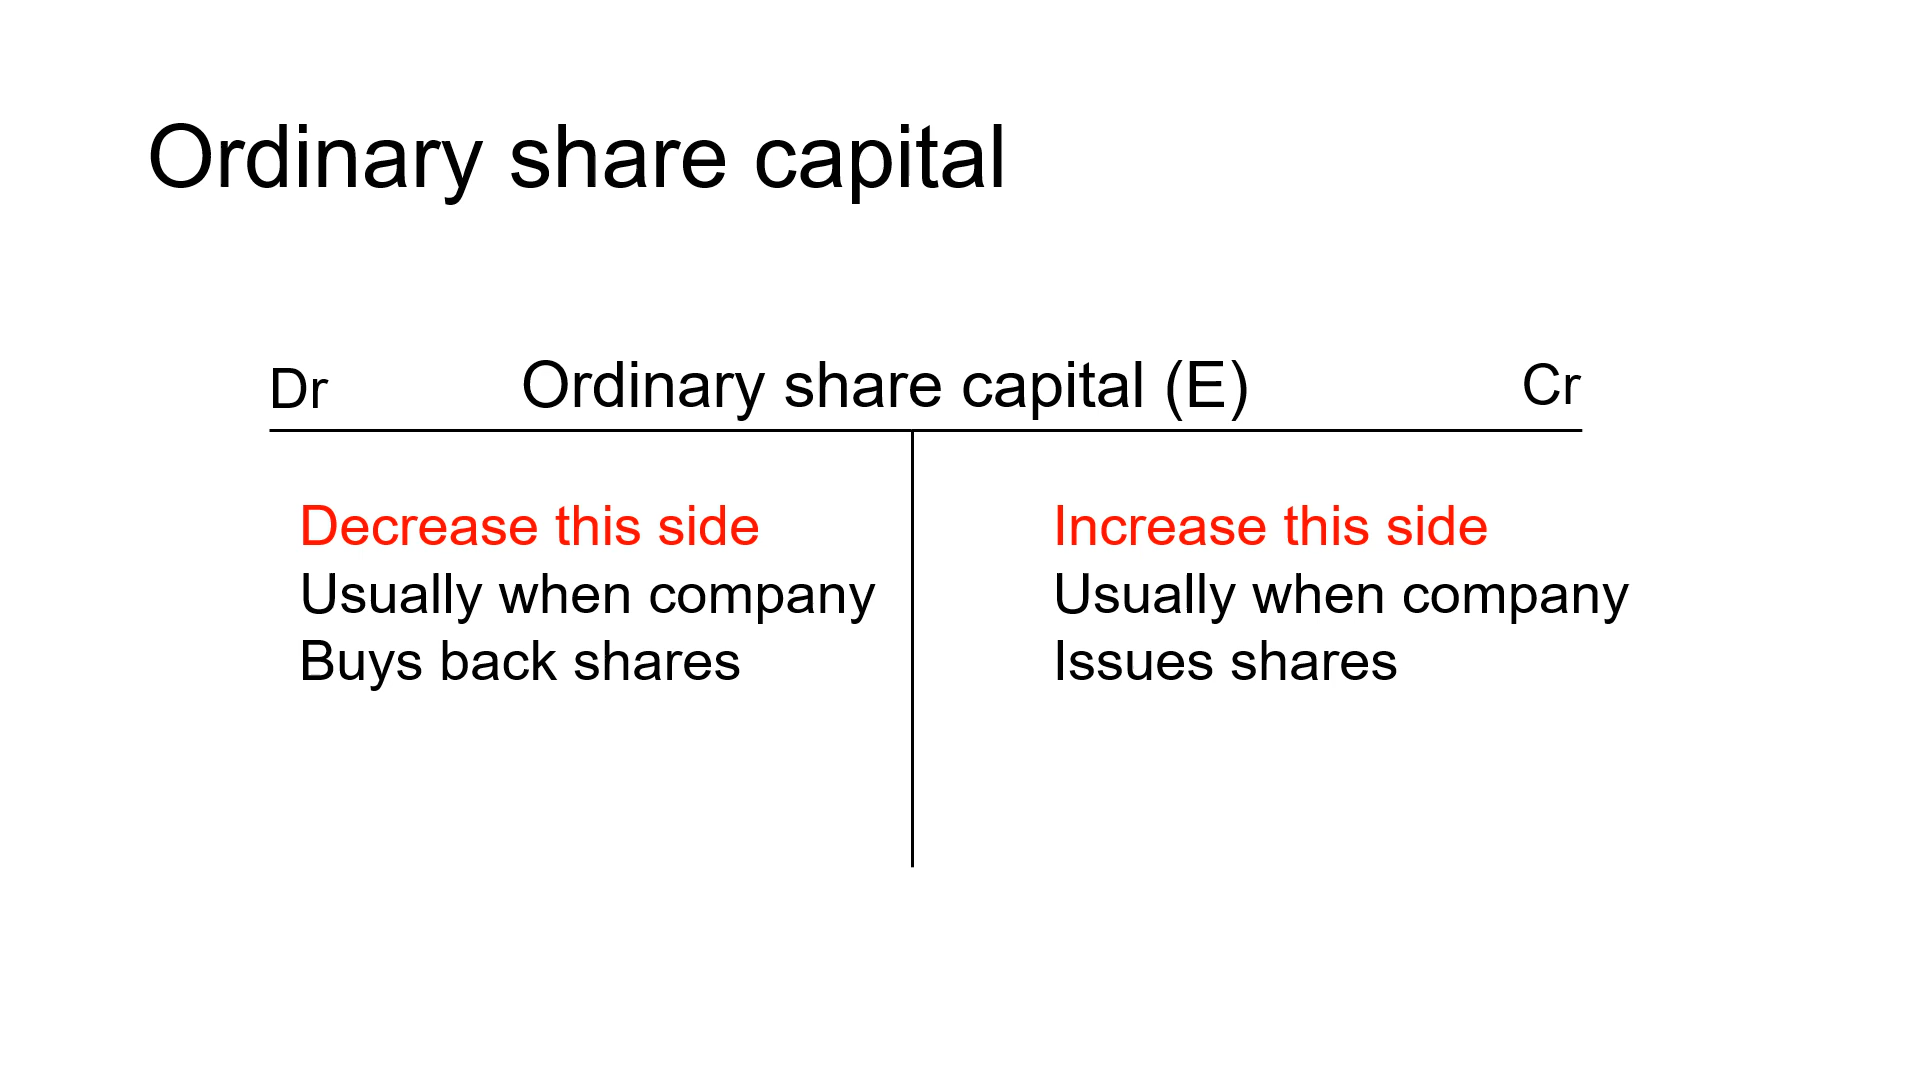 Ordinary share capital
Dr
Ordinary share capital (E)
Cr
Decrease this side
Usually when company
Buys back shares
Increase this side
Usually when company
Issues shares